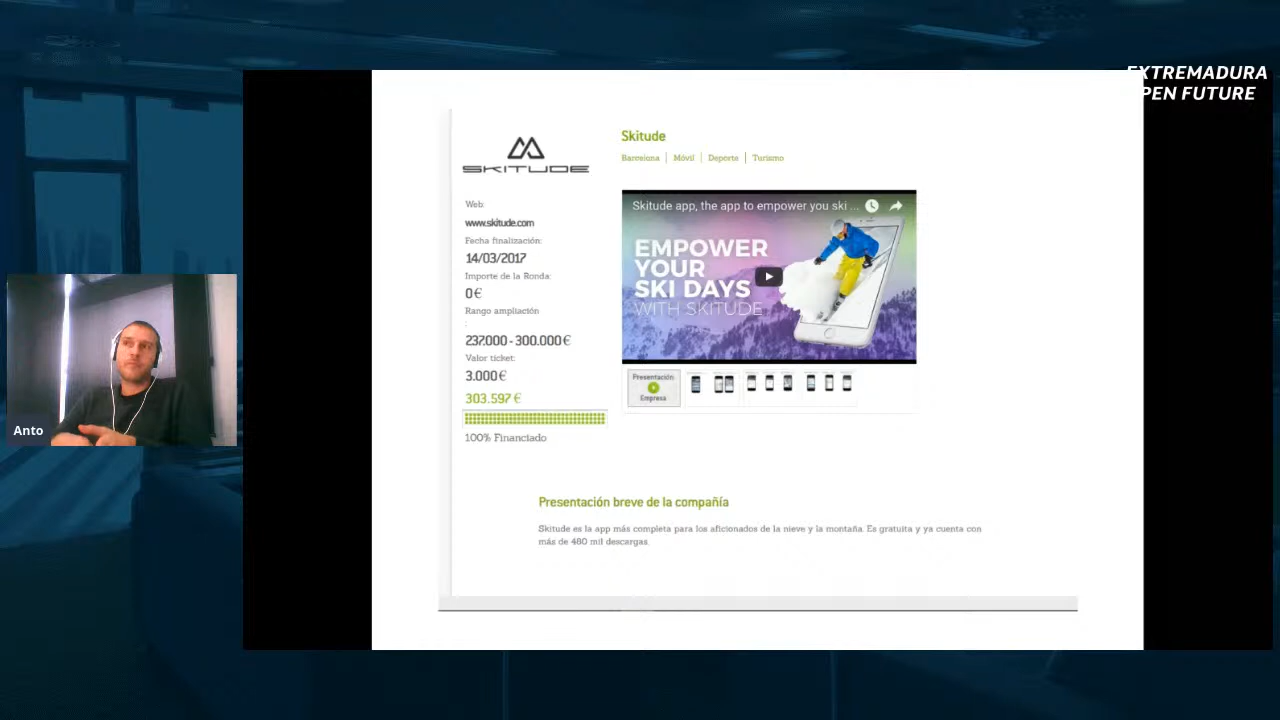 EXTREMADURA
OPEN FUTURE
SKITUDE
Web:
www.skitude.com
Fecha finalización:
14/03/2017
Importe de la Ronda:
0€
Rango ampliación
:
237.000 - 300.000€
Valor ticket:
3.000€
303.597 €
100% Financiado
Skitude
Barcelona | Móvil | Deporte | Turismo
Skitude app, the app to empower you ski ...
EMPOWER
YOUR
SKI DAYS
WITH SKITUDE
Presentación
Empresa
Presentación breve de la compañía
Skitude es la app más completa para los aficionados de la nieve y la montaña. Es gratuita y ya cuenta con
más de 480 mil descargas.
Anto